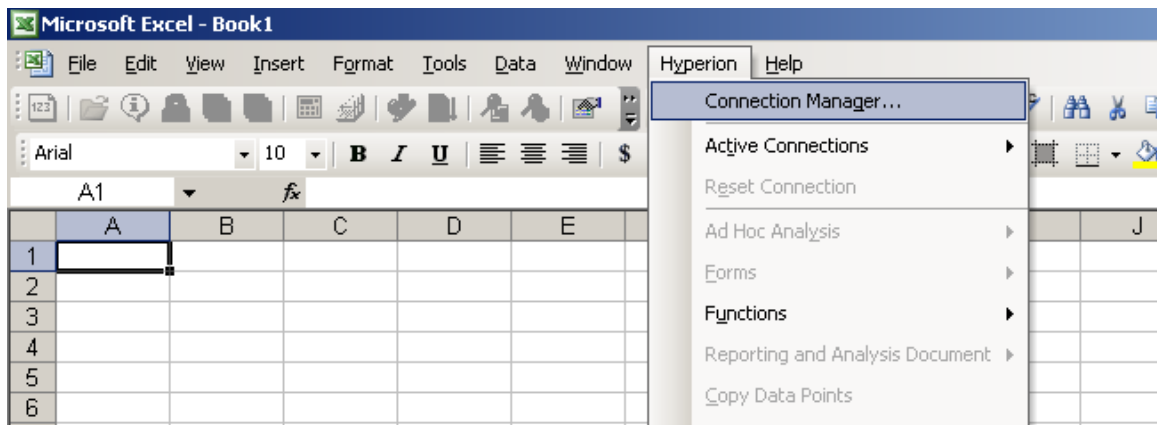 Microsoft Excel - Book1
File Edit View Insert Format Tools Data Window Hyperion Help
123
Connection Manager...
Arial 10 B I U $
Active Connections
A1 fx
Reset Connection
A B C D E J
Ad Hoc Analysis
1
Forms
2
Functions
3
4
Reporting and Analysis Document
5
Copy Data Points
6